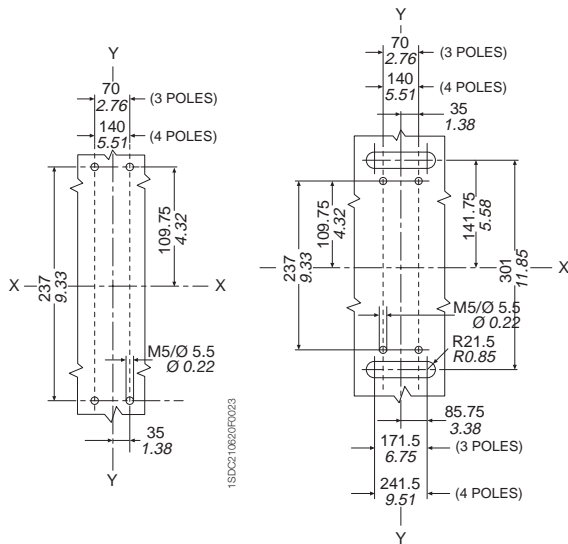 Y
70
2.76
(3 POLES)
140
5.51
(4 POLES)
109.75
4.32
237
9.33
X
X
M5/Ø 5.5
Ø 0.22
35
1.38
Y
1SDC210620F0023
Y
70
2.76
(3 POLES)
140
5.51
(4 POLES)
35
1.38
109.75
4.32
141.75
5.58
237
9.33
301
11.85
X
M5/Ø 5.5
Ø 0.22
R21.5
R0.85
85.75
3.38
171.5
6.75
(3 POLES)
241.5
9.51
(4 POLES)
Y